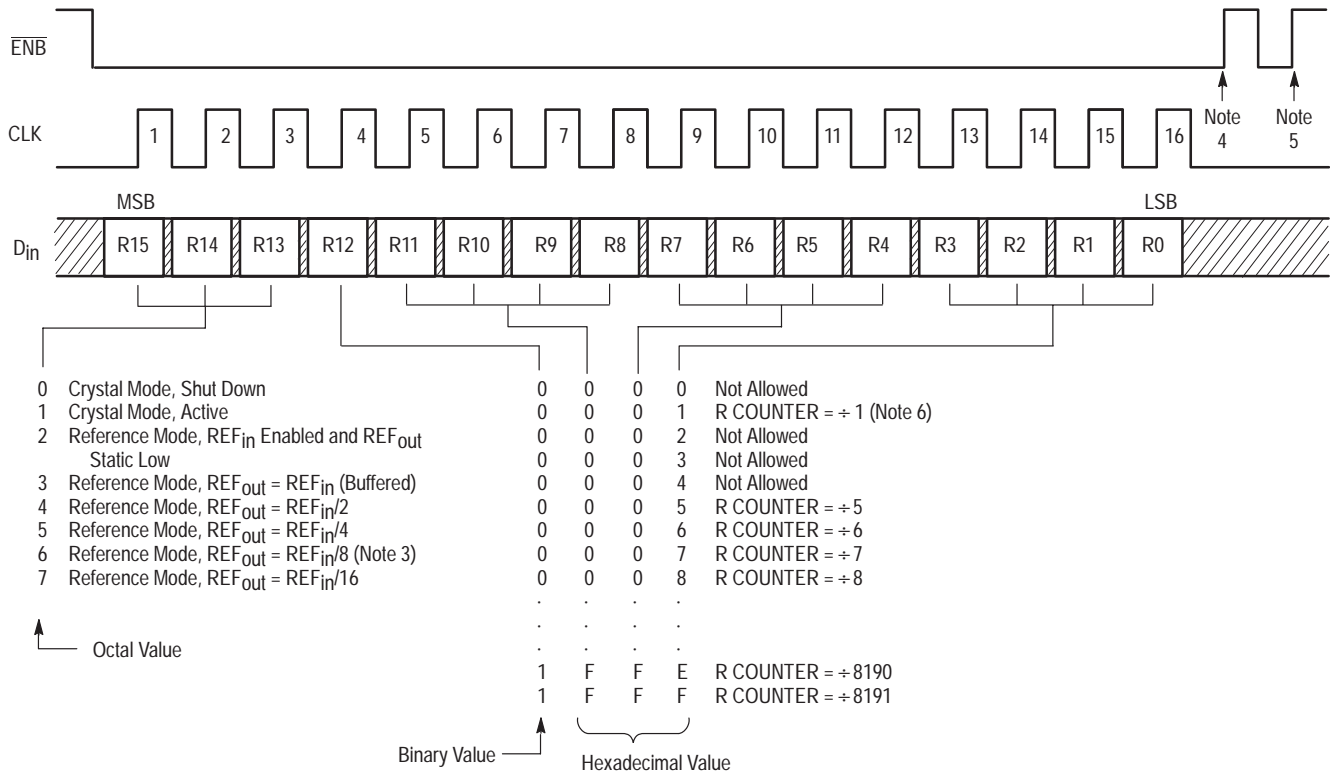 ENB
CLK
1 2 3 4 5 6 7 8 9 10 11 12 13 14 15 16
Note 4
Note 5
MSB
LSB
Din
R15 R14 R13 R12 R11 R10 R9 R8 R7 R6 R5 R4 R3 R2 R1 R0
0 Crystal Mode, Shut Down
1 Crystal Mode, Active
2 Reference Mode, REFin Enabled and REFout
Static Low
3 Reference Mode, REFout = REFin (Buffered)
4 Reference Mode, REFout = REFin/2
5 Reference Mode, REFout = REFin/4
6 Reference Mode, REFout = REFin/8 (Note 3)
7 Reference Mode, REFout = REFin/16
Octal Value
0 0 0 0 Not Allowed
0 0 0 1 R COUNTER = ÷ 1 (Note 6)
0 0 0 2 Not Allowed
0 0 0 3 Not Allowed
0 0 0 4 Not Allowed
0 0 0 5 R COUNTER = ÷ 5
0 0 0 6 R COUNTER = ÷ 6
0 0 0 7 R COUNTER = ÷ 7
0 0 0 8 R COUNTER = ÷ 8
. . . .
. . . .
. . . .
1 F F E R COUNTER = ÷ 8190
1 F F F R COUNTER = ÷ 8191
Binary Value
Hexadecimal Value